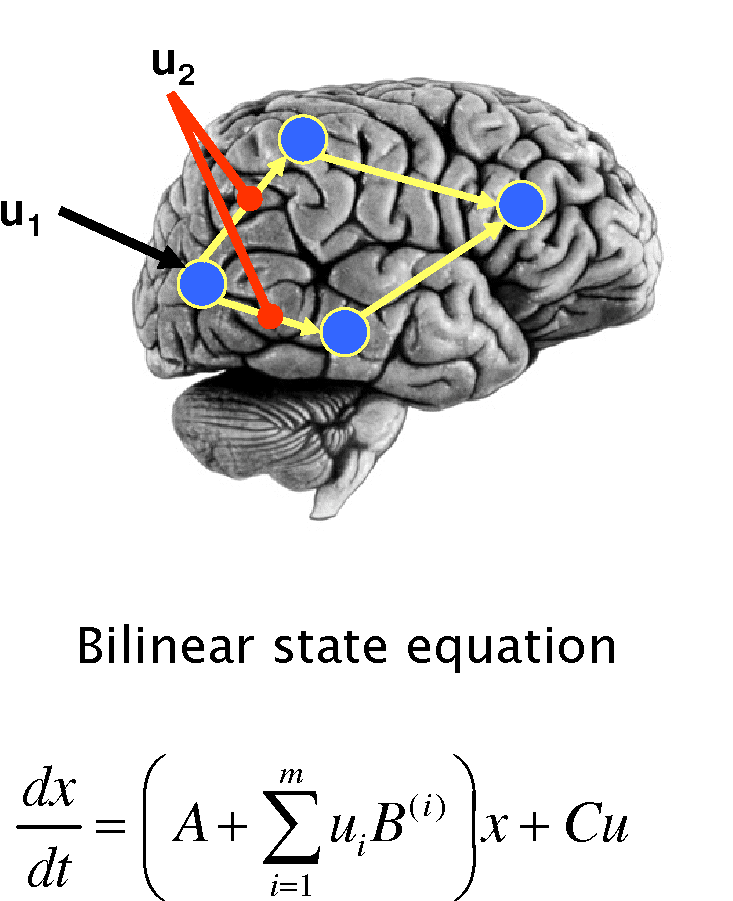 u₂
u₁
Bilinear state equation
dx/dt = ( A + ∑_{i=1}^{m} u_i B^{(i)} ) x + Cu